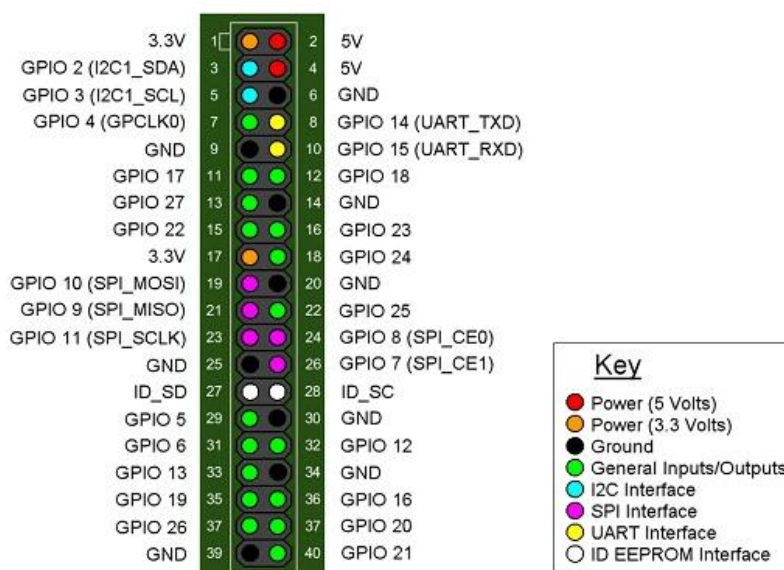 3.3V 1 2 5V
GPIO 2 (I2C1_SDA) 3 4 5V
GPIO 3 (I2C1_SCL) 5 6 GND
GPIO 4 (GPCLK0) 7 8 GPIO 14 (UART_TXD)
GND 9 10 GPIO 15 (UART_RXD)
GPIO 17 11 12 GPIO 18
GPIO 27 13 14 GND
GPIO 22 15 16 GPIO 23
3.3V 17 18 GPIO 24
GPIO 10 (SPI_MOSI) 19 20 GND
GPIO 9 (SPI_MISO) 21 22 GPIO 25
GPIO 11 (SPI_SCLK) 23 24 GPIO 8 (SPI_CE0)
GND 25 26 GPIO 7 (SPI_CE1)
ID_SD 27 28 ID_SC
GPIO 5 29 30 GND
GPIO 6 31 32 GPIO 12
GPIO 13 33 34 GND
GPIO 19 35 36 GPIO 16
GPIO 26 37 37 GPIO 20
GND 39 40 GPIO 21
Key
Power (5 Volts)
Power (3.3 Volts)
Ground
General Inputs/Outputs
I2C Interface
SPI Interface
UART Interface
ID EEPROM Interface